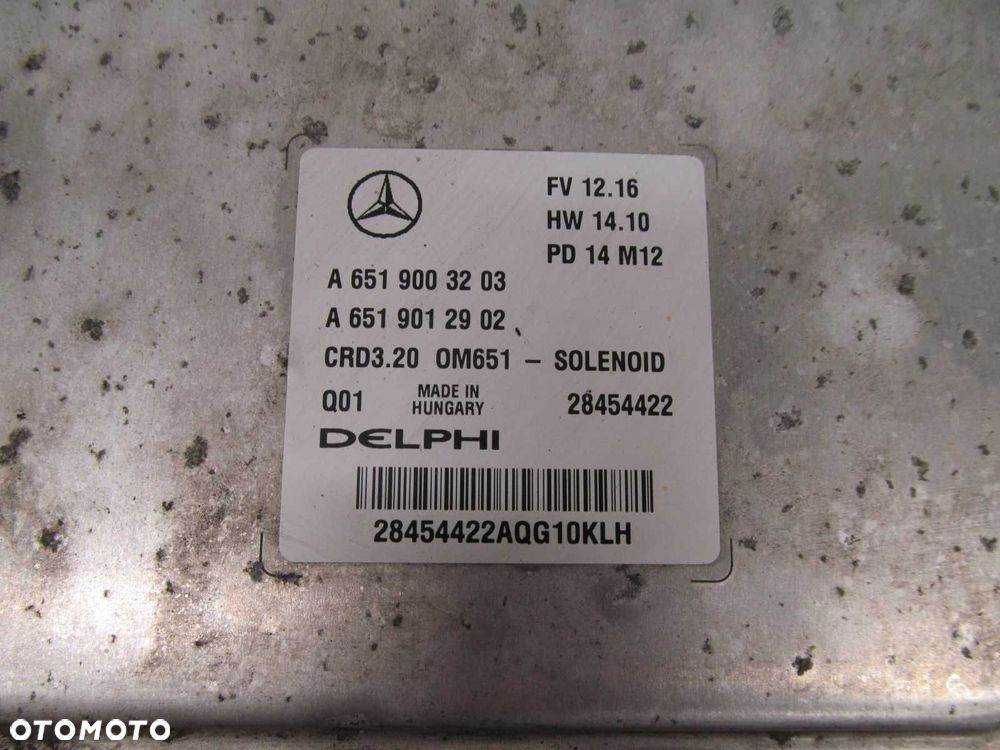 FV 12.16
HW 14.10
PD 14 M12
A 651 900 32 03
A 651 901 29 02
CRD3.20 OM651 – SOLENOID
Q01 MADE IN HUNGARY 28454422
DELPHI
28454422AQG10KLH
OTOMOTO